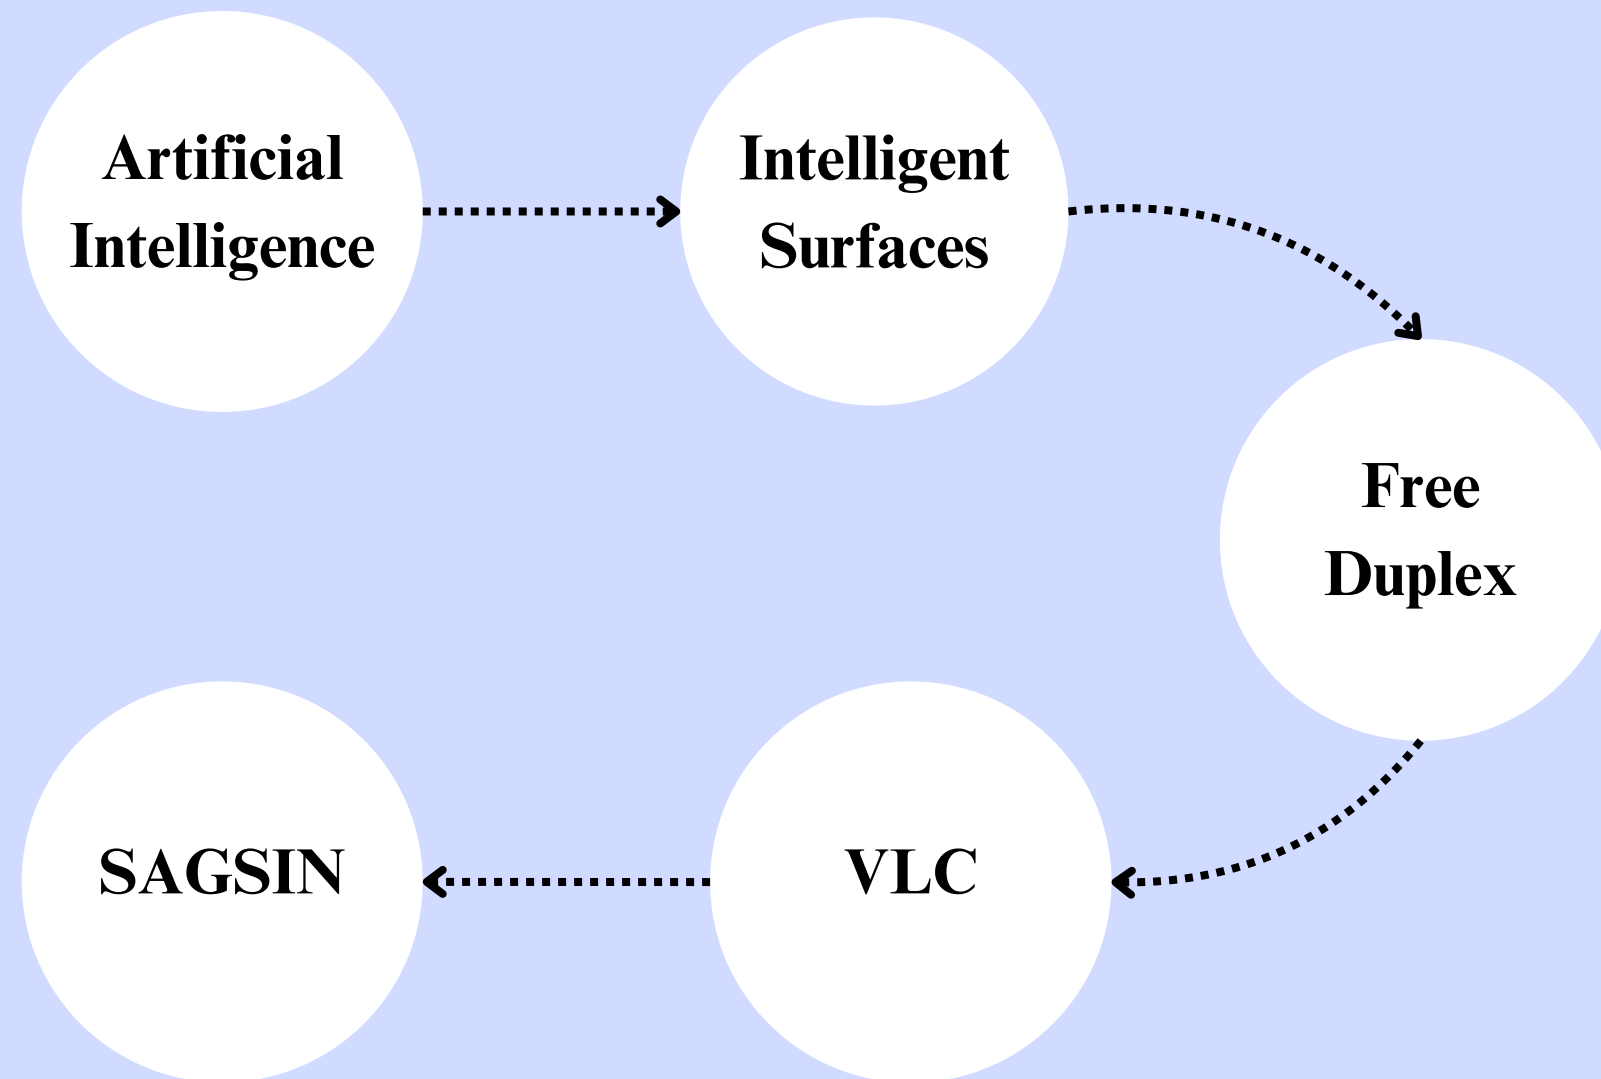 Artificial
Intelligence
Intelligent
Surfaces
Free
Duplex
VLC
SAGSIN